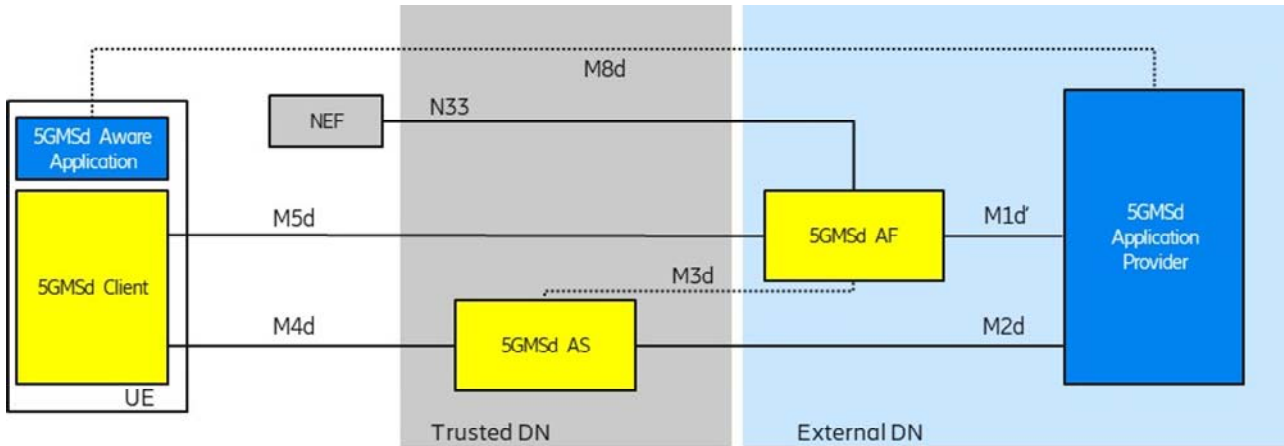 M8d
NEF
N33
5GMSd Aware
Application
5GMSd
Application
Provider
M5d
5GMSd AF
M1d'
5GMSd Client
M3d
M4d
5GMSd AS
M2d
UE
Trusted DN
External DN